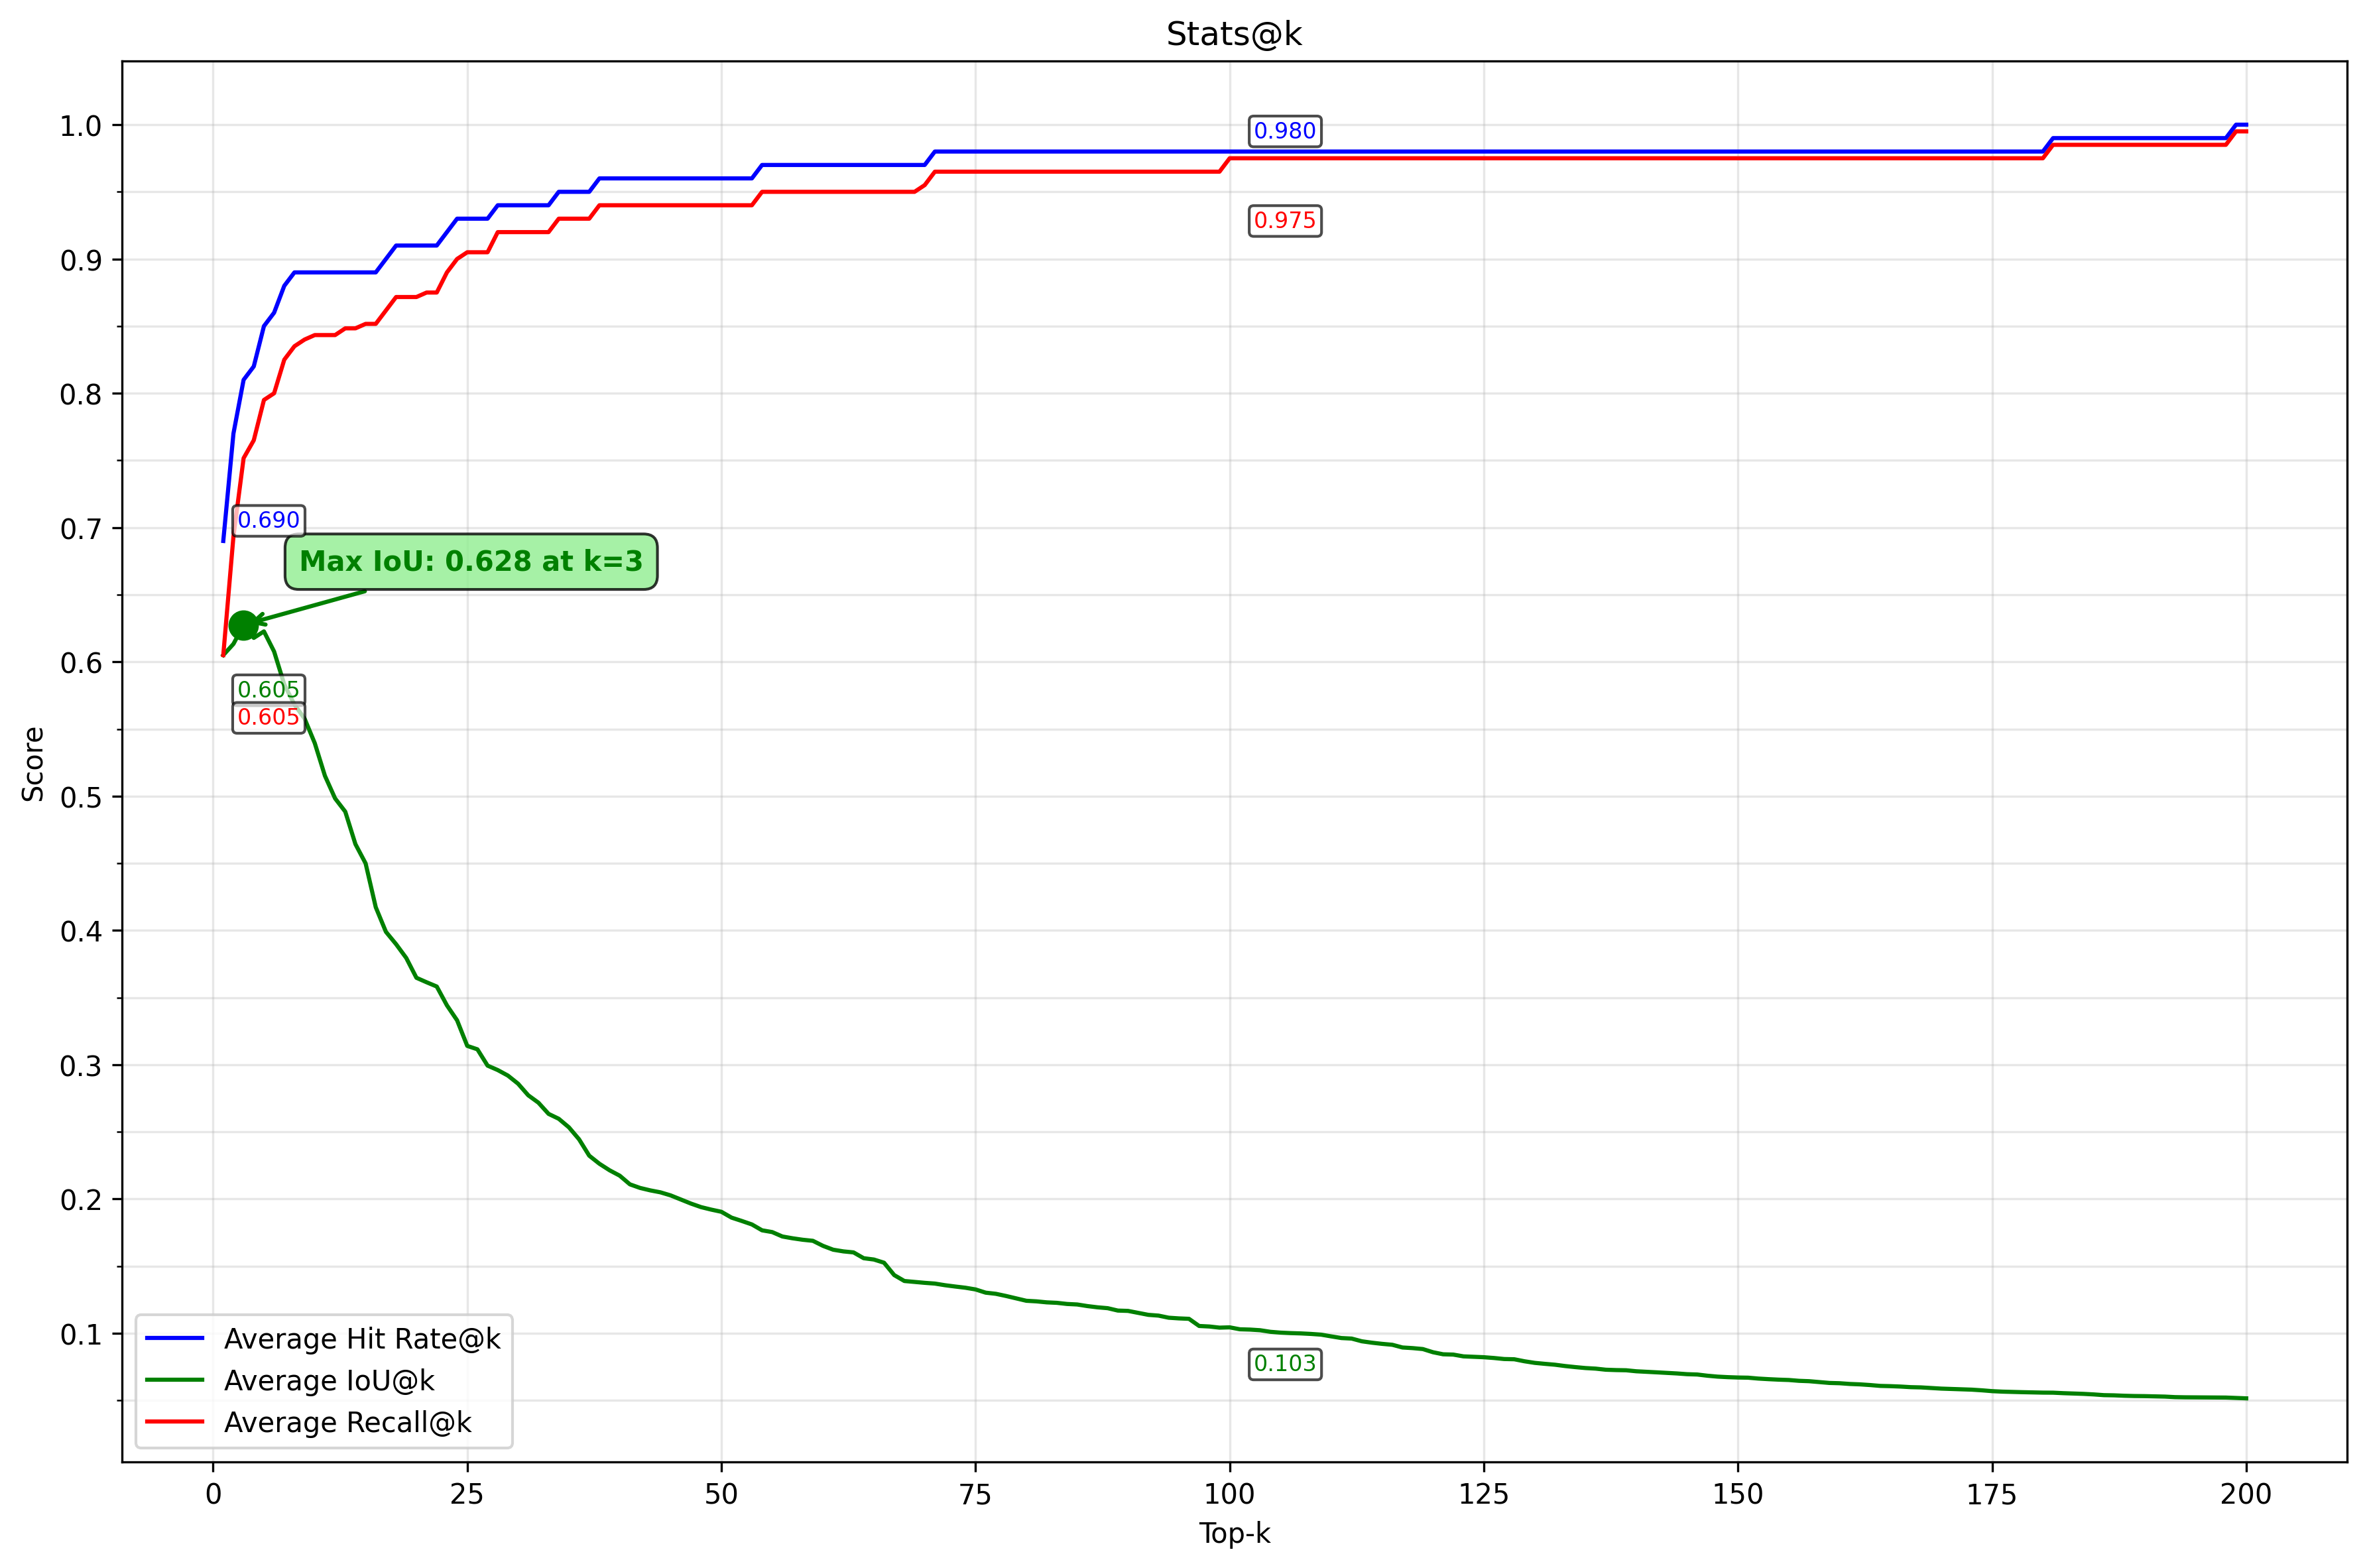 Stats@k
1.0
0.9
0.8
0.7
0.6
0.5
0.4
0.3
0.2
0.1
Score
0.980
0.975
0.690
Max IoU: 0.628 at k=3
0.605
0.605
0.103
Average Hit Rate@k
Average IoU@k
Average Recall@k
0 25 50 75 100 125 150 175 200
Top-k